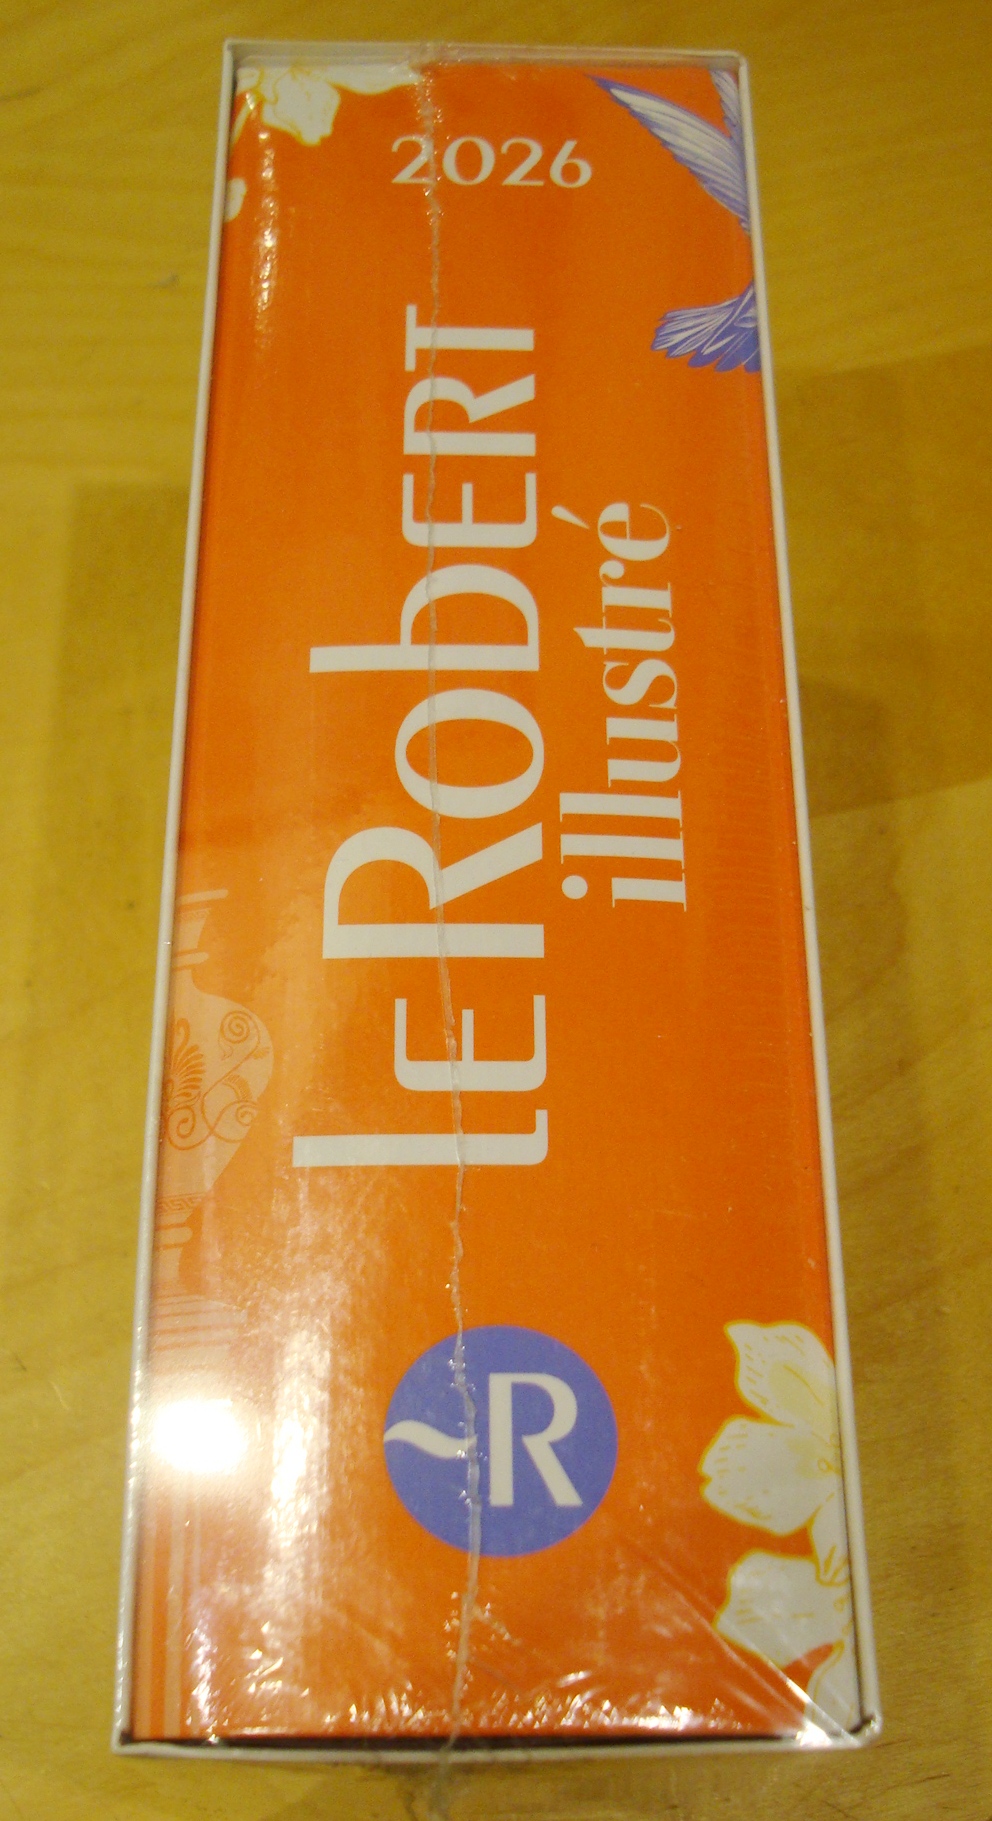 2026
Le Robert
illustré
~R